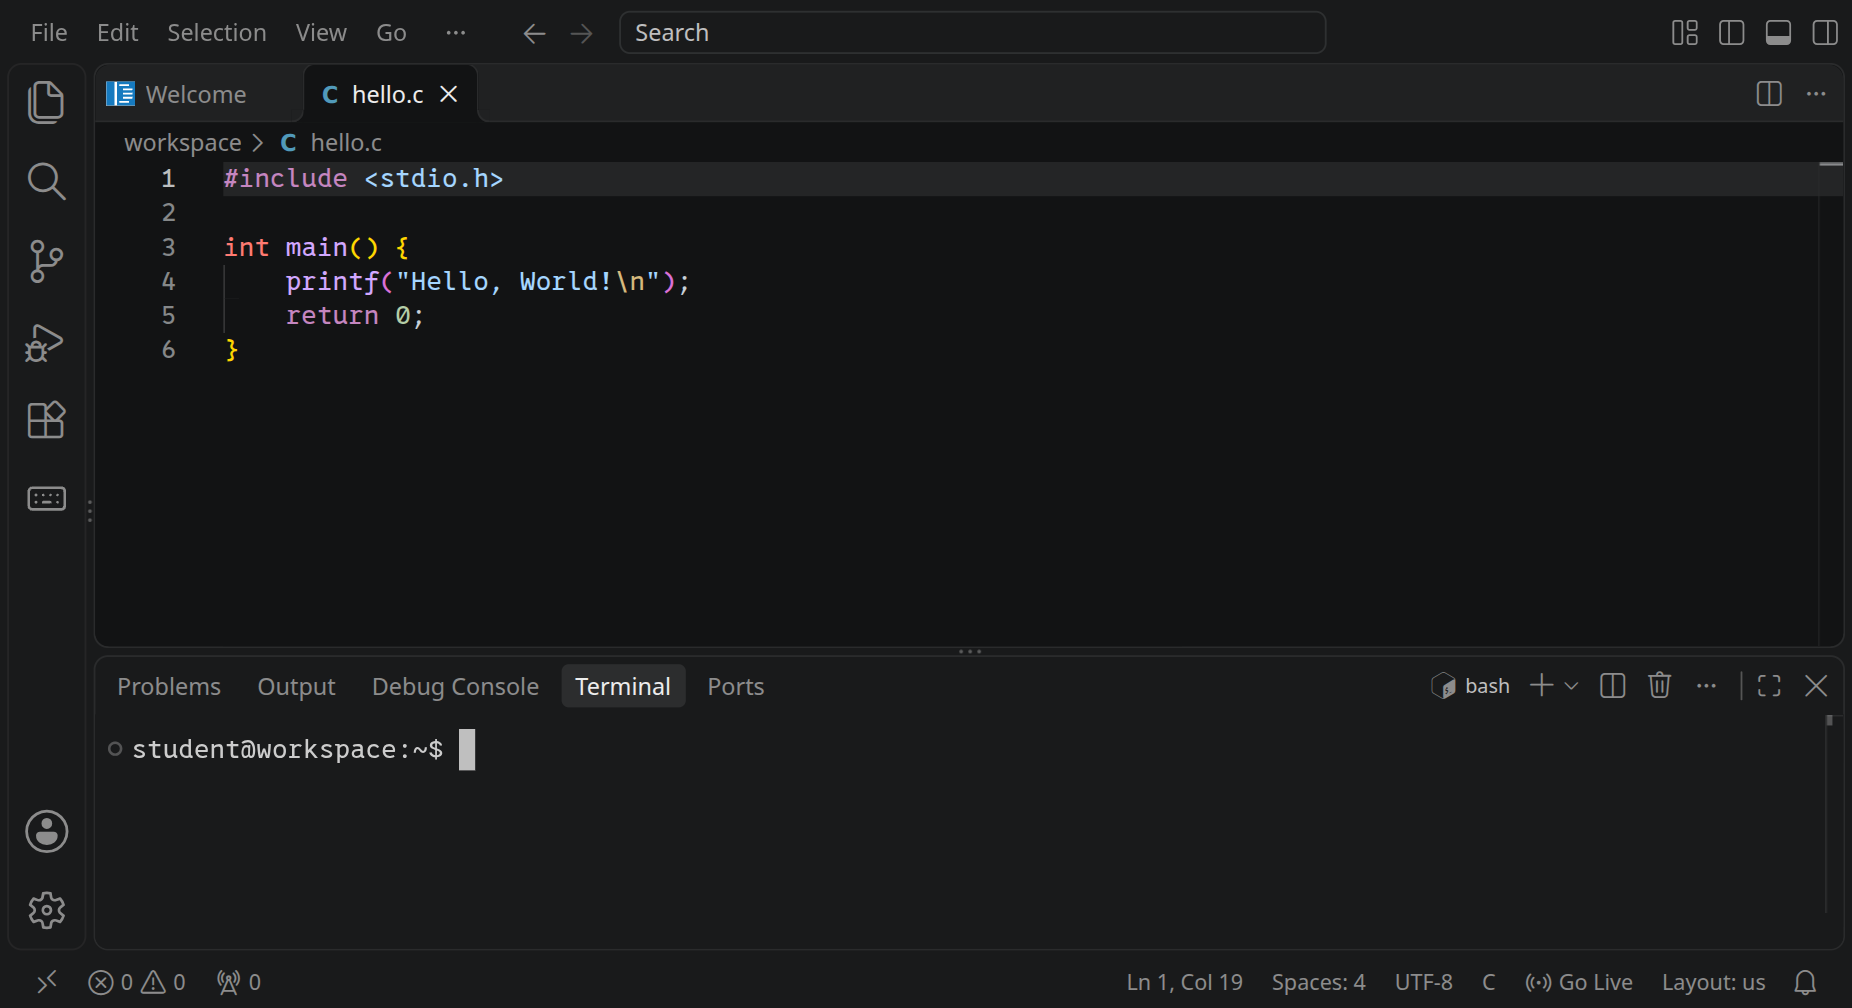 File Edit Selection View Go ··· Search
Welcome C hello.c
workspace > C hello.c
1 #include <stdio.h>
2
3 int main() {
4     printf("Hello, World!\n");
5     return 0;
6 }
Problems Output Debug Console Terminal Ports bash
student@workspace:~$
0 0 0 Ln 1, Col 19 Spaces: 4 UTF-8 C Go Live Layout: us